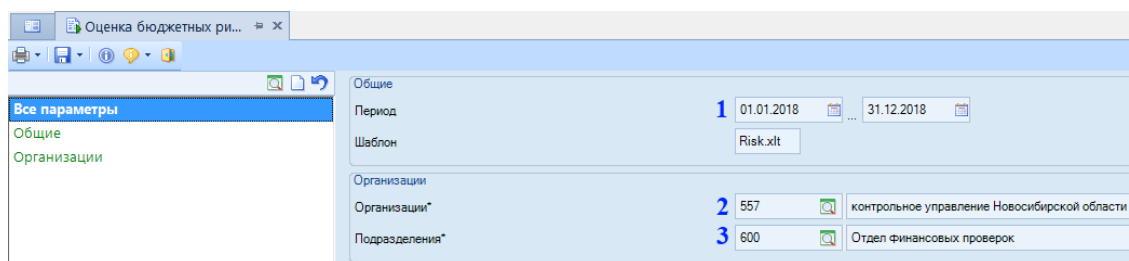 Оценка бюджетных ри...
Все параметры
Общие
Организации
Общие
Период 1 01.01.2018 ... 31.12.2018
Шаблон Risk.xlt
Организации
Организации* 2 557 контрольное управление Новосибирской области
Подразделения* 3 600 Отдел финансовых проверок